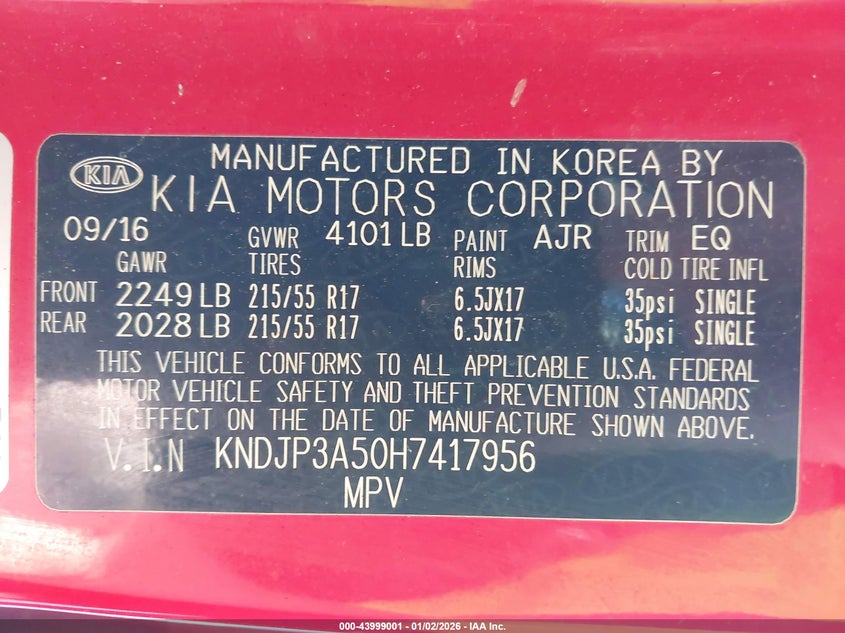 MANUFACTURED IN KOREA BY
KIA KIA MOTORS CORPORATION
09/16 GVWR 4101 LB PAINT AJR TRIM EQ
GAWR TIRES RIMS COLD TIRE INFL
FRONT 2249 LB 215/55 R17 6.5JX17 35psi SINGLE
REAR 2028 LB 215/55 R17 6.5JX17 35psi SINGLE
THIS VEHICLE CONFORMS TO ALL APPLICABLE U.S.A. FEDERAL
MOTOR VEHICLE SAFETY AND THEFT PREVENTION STANDARDS
IN EFFECT ON THE DATE OF MANUFACTURE SHOWN ABOVE.
V.I.N KNDJP3A50H7417956
MPV
000-43999001 - 01/02/2026 - IAA Inc.